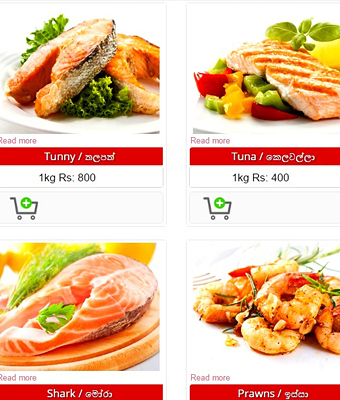 Read more
Read more
Tunny / තලපත්
Tuna / කෙලවල්ලා
1kg Rs: 800
1kg Rs: 400
Read more
Read more
Shark / මෝරා
Prawns / ඉස්සා